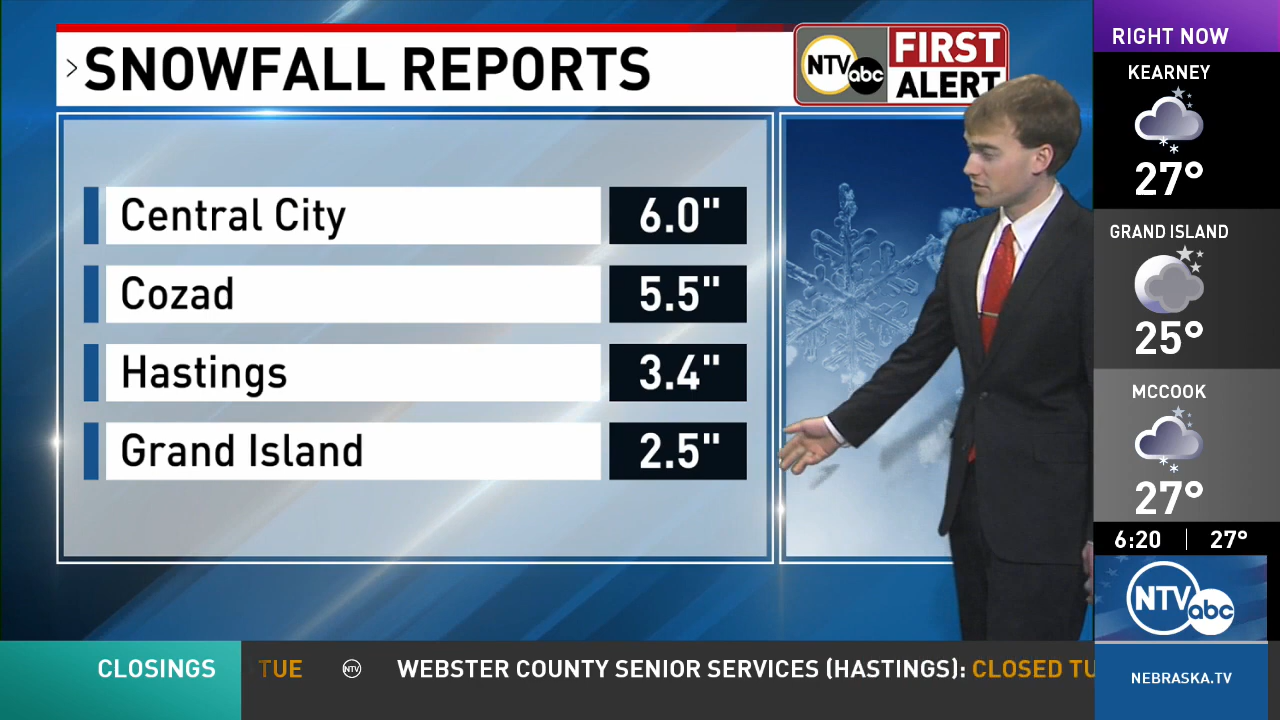 SNOWFALL REPORTS
NTV abc FIRST
ALERT
Central City 6.0"
Cozad 5.5"
Hastings 3.4"
Grand Island 2.5"
RIGHT NOW
KEARNEY
27°
GRAND ISLAND
25°
MCCOOK
27°
6:20 27°
NTV abc
NEBRASKA.TV
CLOSINGS TUE NTV WEBSTER COUNTY SENIOR SERVICES (HASTINGS): CLOSED TU